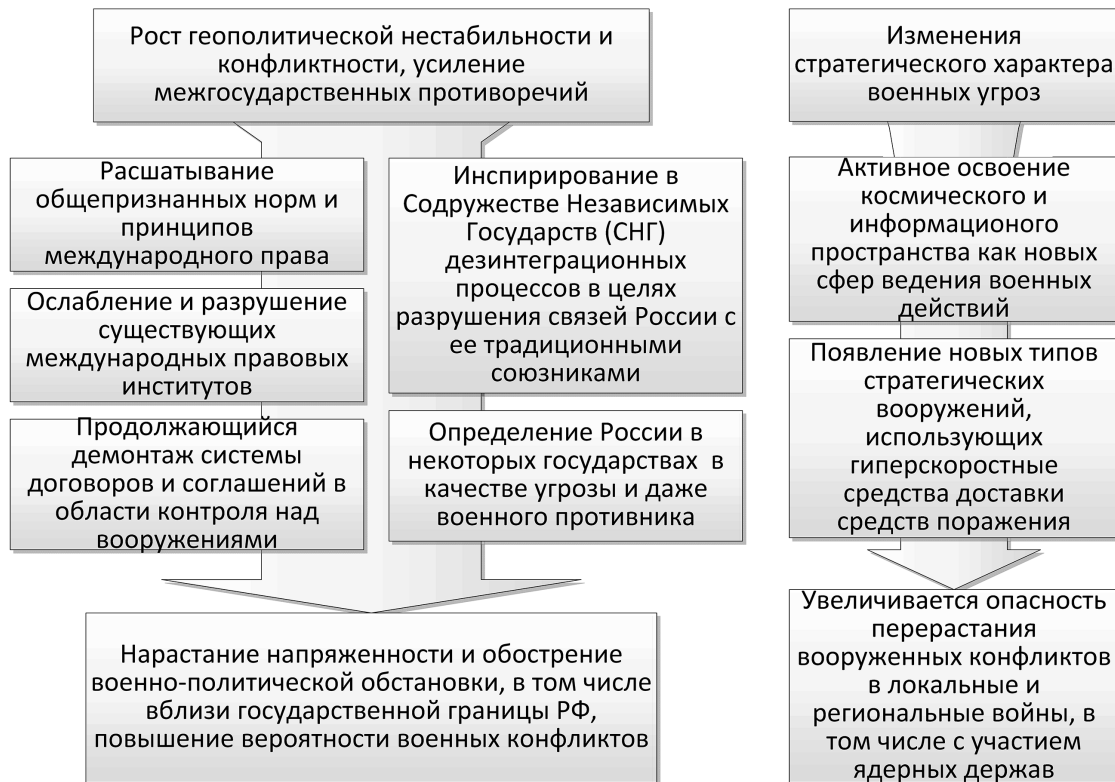 Рост геополитической нестабильности и
конфликтности, усиление
межгосударственных противоречий
Расшатывание
общепризнанных норм и
принципов
международного права
Ослабление и разрушение
существующих
международных правовых
институтов
Продолжающийся
демонтаж системы
договоров и соглашений в
области контроля над
вооружениями
Инспирирование в
Содружестве Независимых
Государств (СНГ)
дезинтеграционных
процессов в целях
разрушения связей России с
ее традиционными
союзниками
Определение России в
некоторых государствах в
качестве угрозы и даже
военного противника
Нарастание напряженности и обострение
военно-политической обстановки, в том числе
вблизи государственной границы РФ,
повышение вероятности военных конфликтов
Изменения
стратегического характера
военных угроз
Активное освоение
космического и
информационого
пространства как новых
сфер ведения военных
действий
Появление новых типов
стратегических
вооружений,
использующих
гиперскоростные
средства доставки
средств поражения
Увеличивается опасность
перерастания
вооруженных конфликтов
в локальные и
региональные войны, в
том числе с участием
ядерных держав